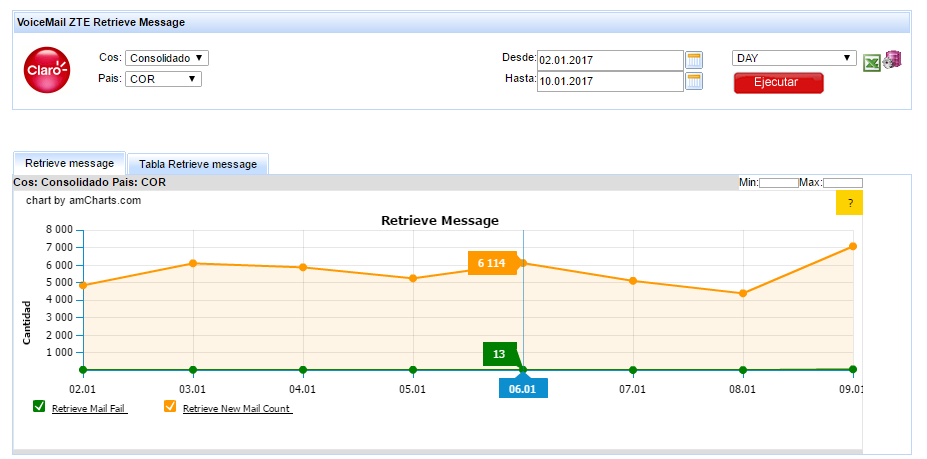 VoiceMail ZTE Retrieve Message
Claro
Cos: Consolidado
Desde: 02.01.2017
DAY
Pais: COR
Hasta: 10.01.2017
Ejecutar
Retrieve message
Tabla Retrieve message
Cos: Consolidado Pais: COR
Min: Max:
chart by amCharts.com
?
Retrieve Message
8 000
7 000
6 000
5 000
4 000
3 000
2 000
1 000
Cantidad
6 114
13
02.01 03.01 04.01 05.01 06.01 07.01 08.01 09.01
Retrieve Mail Fail
Retrieve New Mail Count